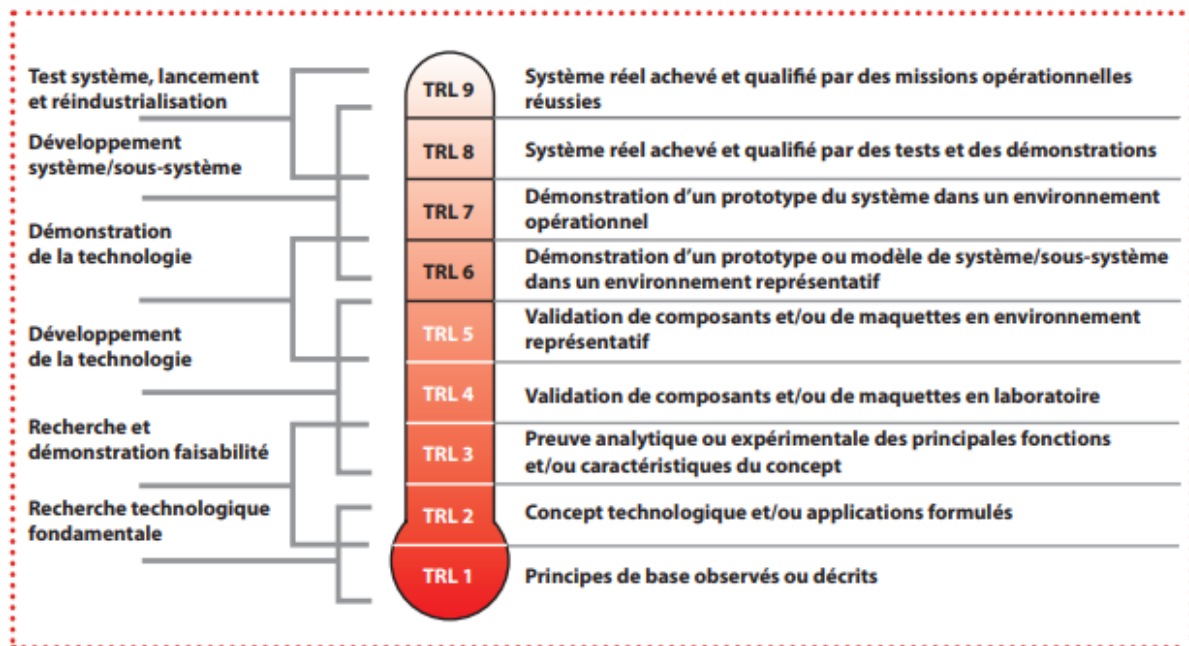 Test système, lancement
et réindustrialisation
Développement
système/sous-système
Démonstration
de la technologie
Développement
de la technologie
Recherche et
démonstration faisabilité
Recherche technologique
fondamentale
TRL 9
Système réel achevé et qualifié par des missions opérationnelles
réussies
TRL 8
Système réel achevé et qualifié par des tests et des démonstrations
TRL 7
Démonstration d’un prototype du système dans un environnement
opérationnel
TRL 6
Démonstration d’un prototype ou modèle de système/sous-système
dans un environnement représentatif
TRL 5
Validation de composants et/ou de maquettes en environnement
représentatif
TRL 4
Validation de composants et/ou de maquettes en laboratoire
TRL 3
Preuve analytique ou expérimentale des principales fonctions
et/ou caractéristiques du concept
TRL 2
Concept technologique et/ou applications formulés
TRL 1
Principes de base observés ou décrits